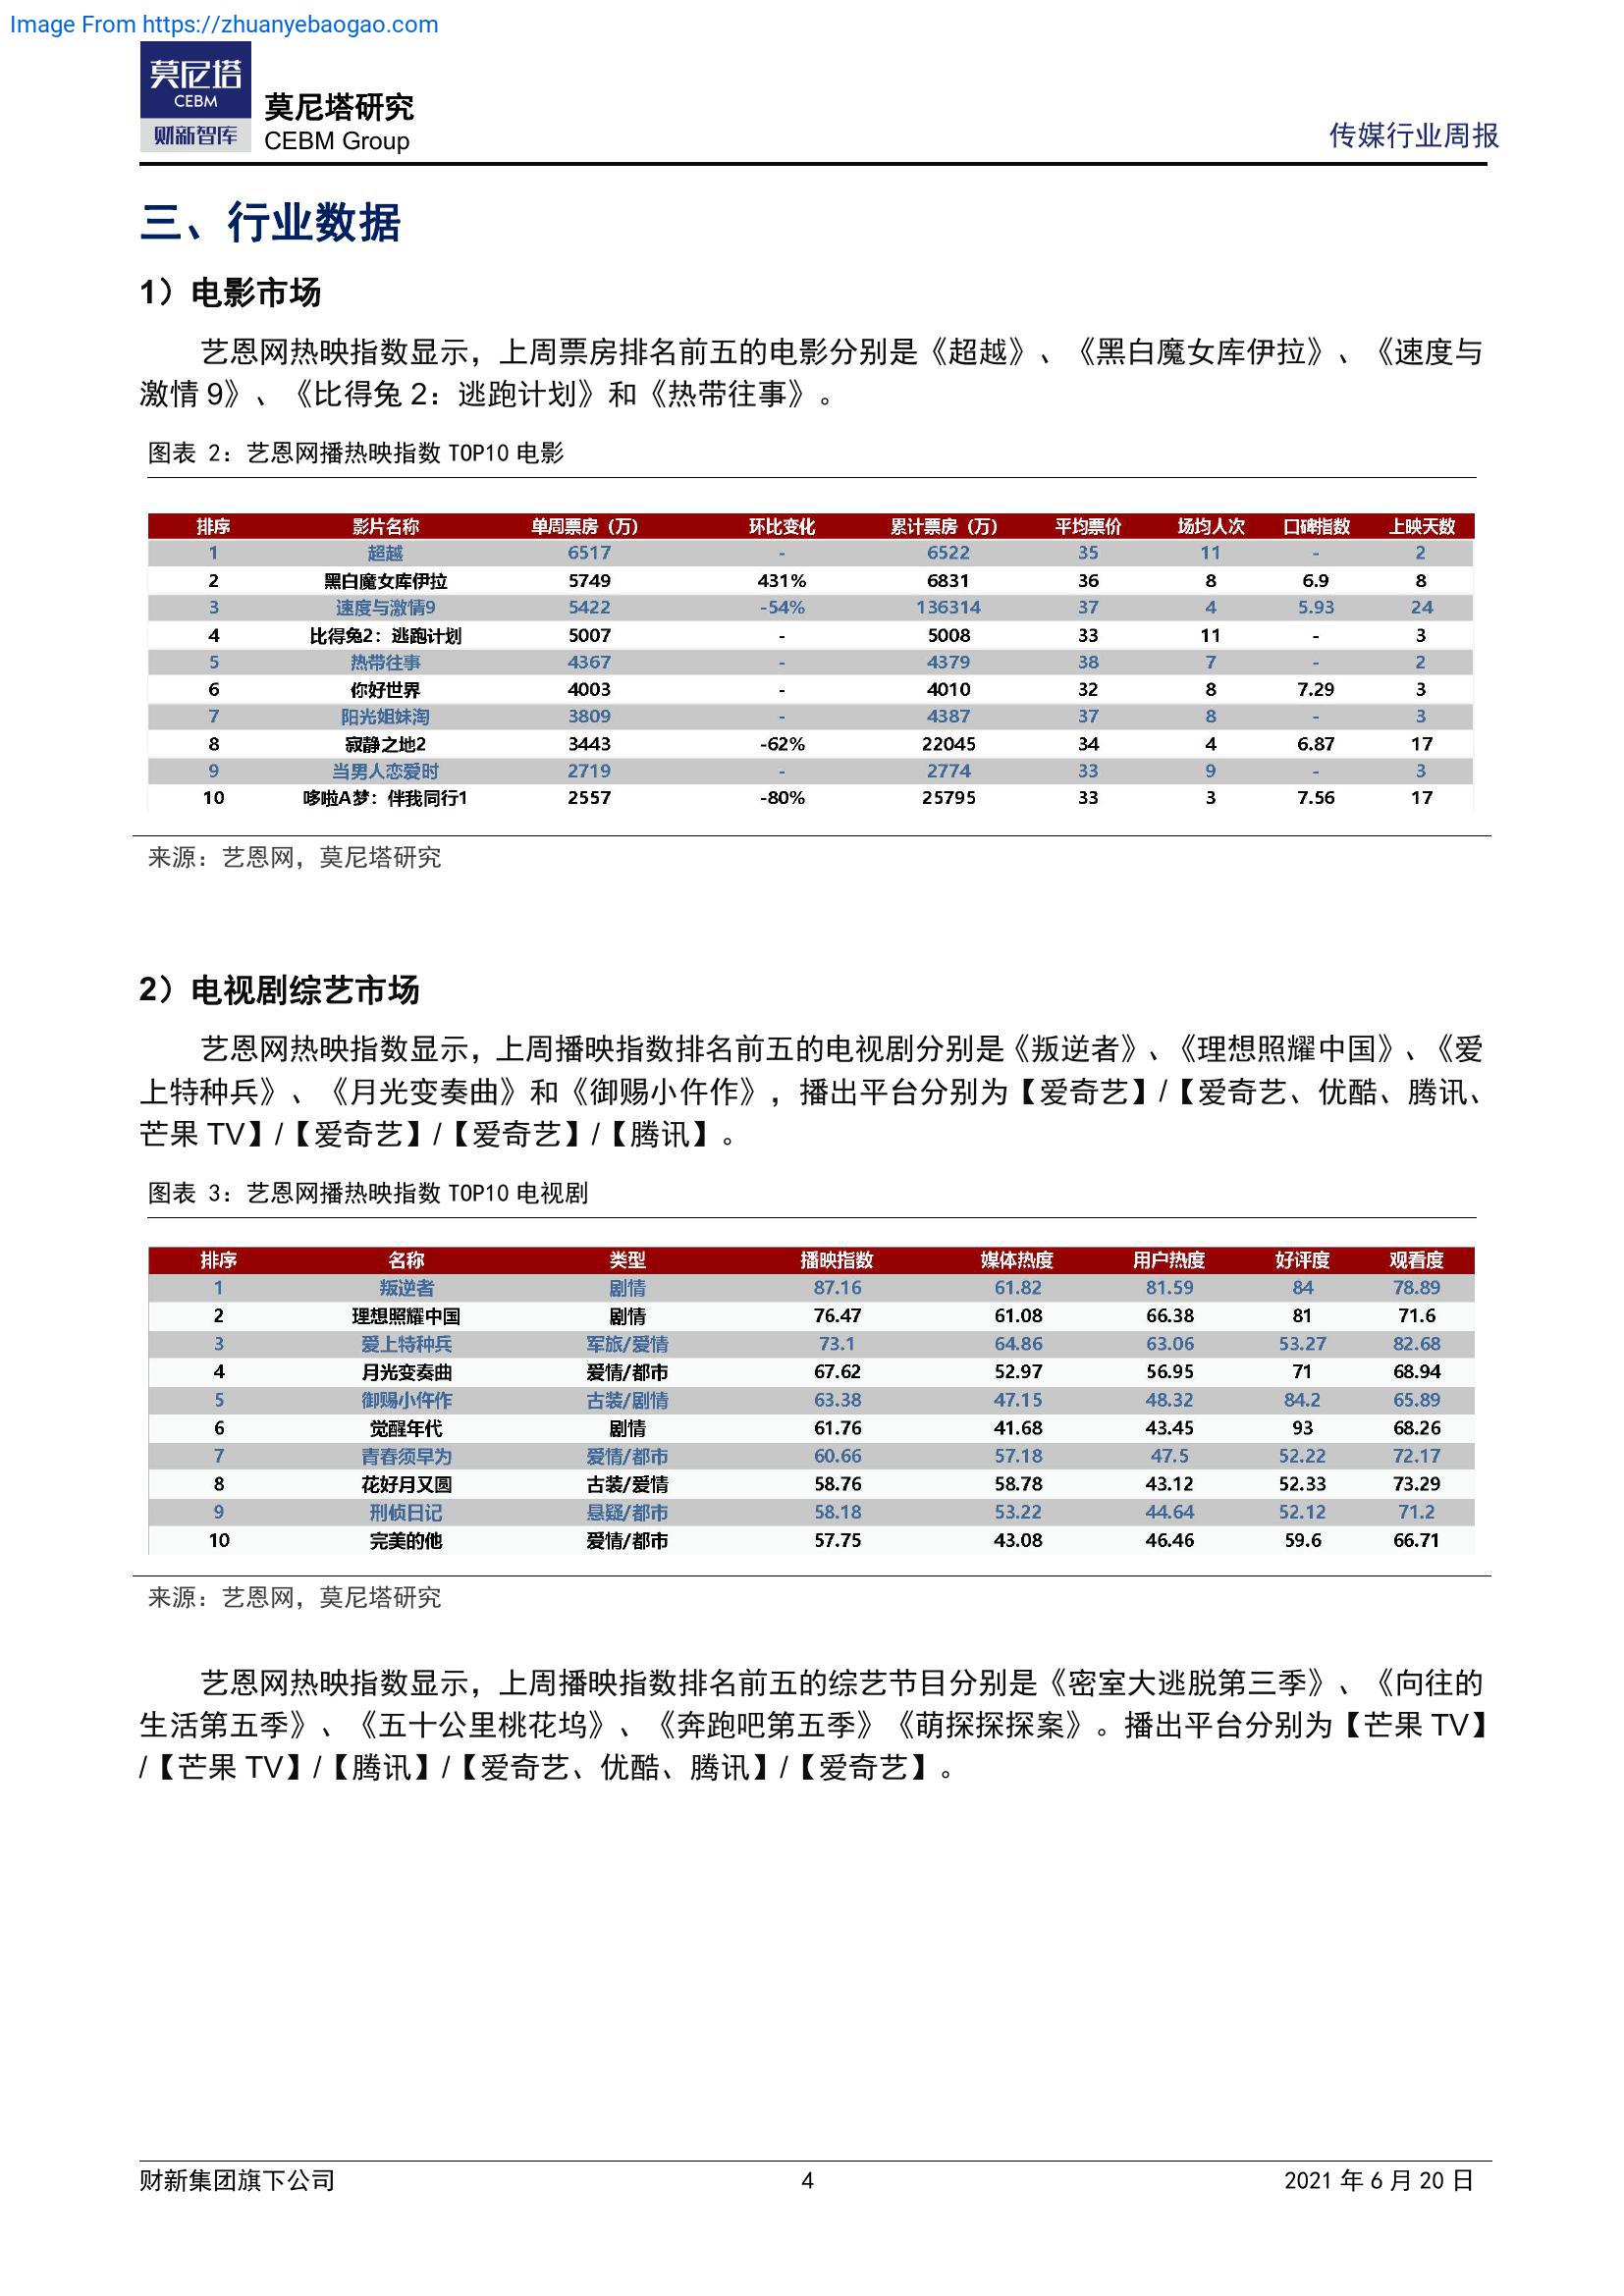 Image From https://zhuanyebaogao.com
莫尼塔
CEBM
财新智库
莫尼塔研究
CEBM Group
传媒行业周报
三、行业数据
1）电影市场
艺恩网热映指数显示，上周票房排名前五的电影分别是《超越》、《黑白魔女库伊拉》、《速度与
激情 9》、《比得兔 2：逃跑计划》和《热带往事》。
图表 2：艺恩网播热映指数 TOP10 电影
排序 影片名称 单周票房（万） 环比变化 累计票房（万） 平均票价 场均人次 口碑指数 上映天数
1 超越 6517 - 6522 35 11 - 2
2 黑白魔女库伊拉 5749 431% 6831 36 8 6.9 8
3 速度与激情9 5422 -54% 136314 37 4 5.93 24
4 比得兔2：逃跑计划 5007 - 5008 33 11 - 3
5 热带往事 4367 - 4379 38 7 - 2
6 你好世界 4003 - 4010 32 8 7.29 3
7 阳光姐妹淘 3809 - 4387 37 8 - 3
8 寂静之地2 3443 -62% 22045 34 4 6.87 17
9 当男人恋爱时 2719 - 2774 33 9 - 3
10 哆啦A梦：伴我同行1 2557 -80% 25795 33 3 7.56 17
来源：艺恩网，莫尼塔研究
2）电视剧综艺市场
艺恩网热映指数显示，上周播映指数排名前五的电视剧分别是《叛逆者》、《理想照耀中国》、《爱
上特种兵》、《月光变奏曲》和《御赐小仵作》，播出平台分别为【爱奇艺】/【爱奇艺、优酷、腾讯、
芒果 TV】/【爱奇艺】/【爱奇艺】/【腾讯】。
图表 3：艺恩网播热映指数 TOP10 电视剧
排序 名称 类型 播映指数 媒体热度 用户热度 好评度 观看度
1 叛逆者 剧情 87.16 61.82 81.59 84 78.89
2 理想照耀中国 剧情 76.47 61.08 66.38 81 71.6
3 爱上特种兵 军旅/爱情 73.1 64.86 63.06 53.27 82.68
4 月光变奏曲 爱情/都市 67.62 52.97 56.95 71 68.94
5 御赐小仵作 古装/剧情 63.38 47.15 48.32 84.2 65.89
6 觉醒年代 剧情 61.76 41.68 43.45 93 68.26
7 青春须早为 爱情/都市 60.66 57.18 47.5 52.22 72.17
8 花好月又圆 古装/爱情 58.76 58.78 43.12 52.33 73.29
9 刑侦日记 悬疑/都市 58.18 53.22 44.64 52.12 71.2
10 完美的他 爱情/都市 57.75 43.08 46.46 59.6 66.71
来源：艺恩网，莫尼塔研究
艺恩网热映指数显示，上周播映指数排名前五的综艺节目分别是《密室大逃脱第三季》、《向往的
生活第五季》、《五十公里桃花坞》、《奔跑吧第五季》《萌探探探案》。播出平台分别为【芒果 TV】
/【芒果 TV】/【腾讯】/【爱奇艺、优酷、腾讯】/【爱奇艺】。
财新集团旗下公司 4 2021 年 6 月 20 日